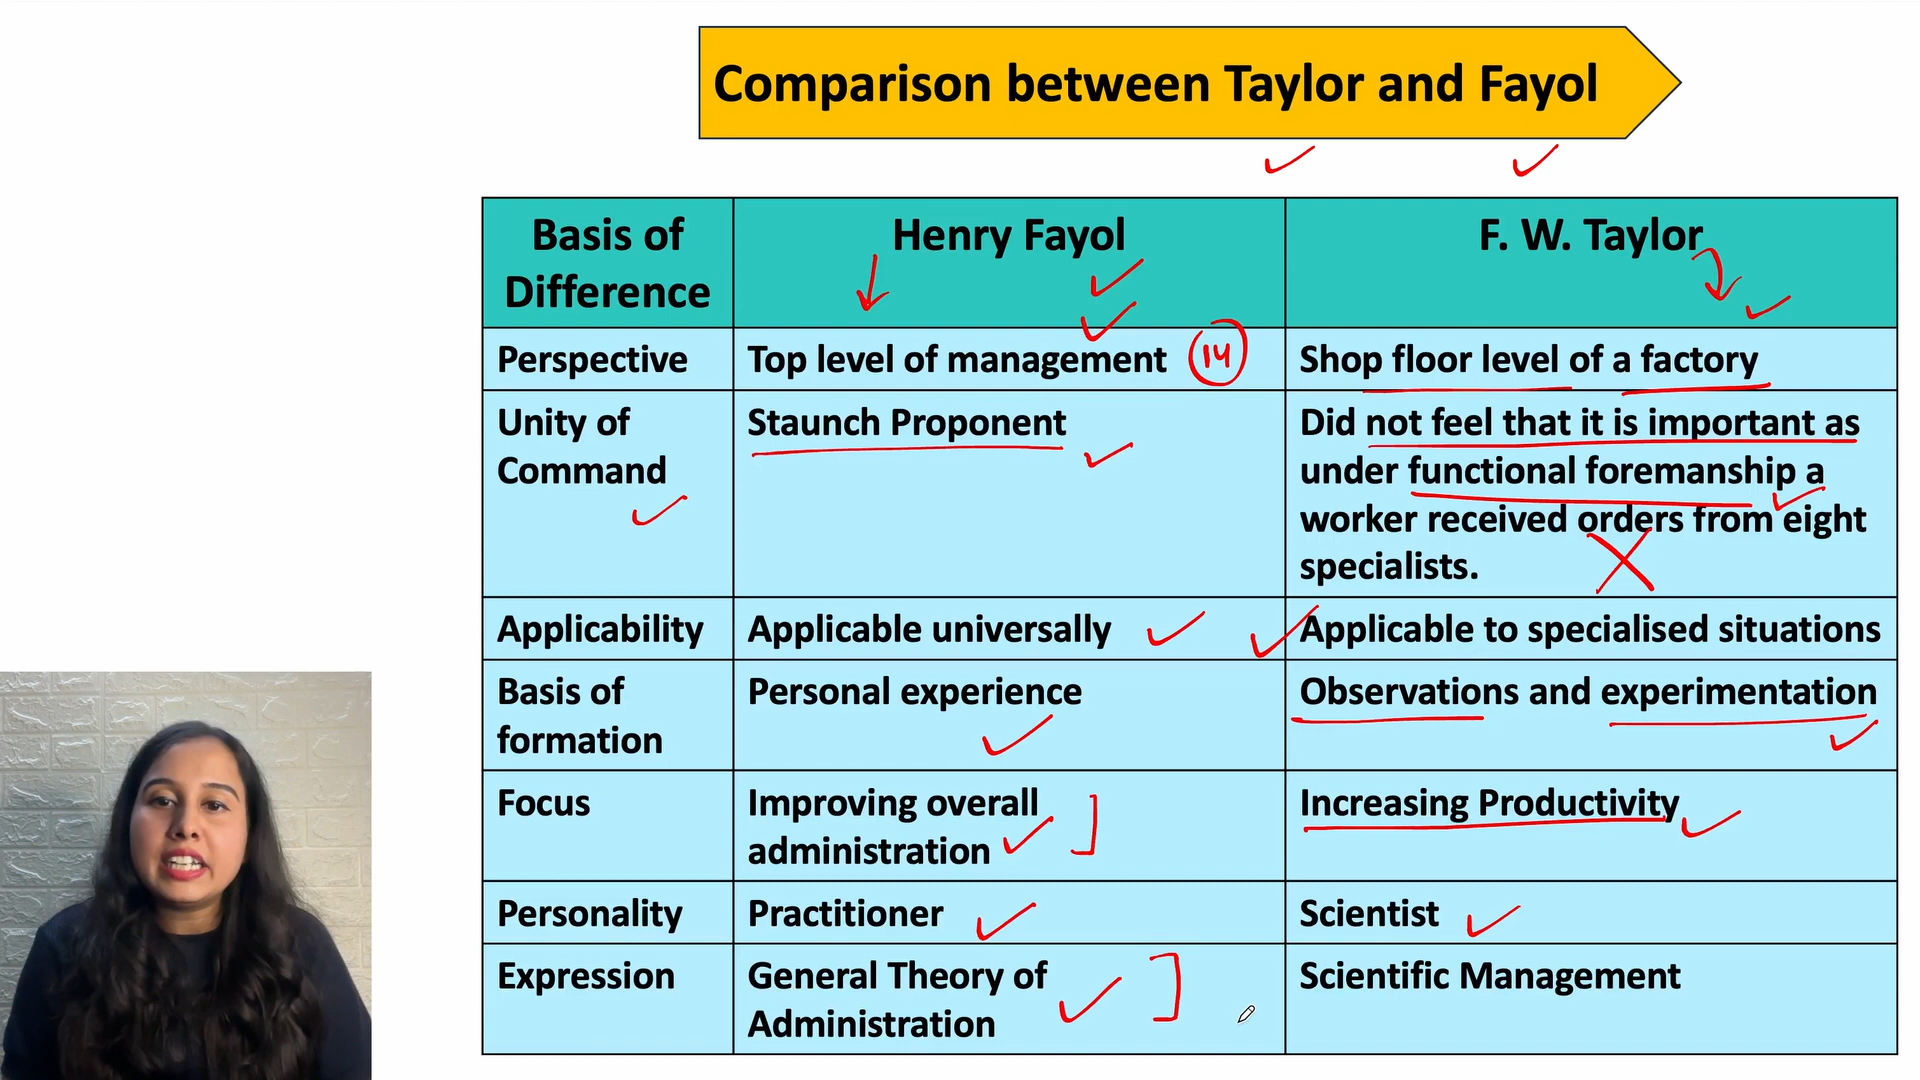 Comparison between Taylor and Fayol
Basis of
Difference
Henry Fayol
F. W. Taylor
Perspective
Top level of management
14
Shop floor level of a factory
Unity of
Command
Staunch Proponent
Did not feel that it is important as
under functional foremanship a
worker received orders from eight
specialists.
Applicability
Applicable universally
Applicable to specialised situations
Basis of
formation
Personal experience
Observations and experimentation
Focus
Improving overall
administration
Increasing Productivity
Personality
Practitioner
Scientist
Expression
General Theory of
Administration
Scientific Management